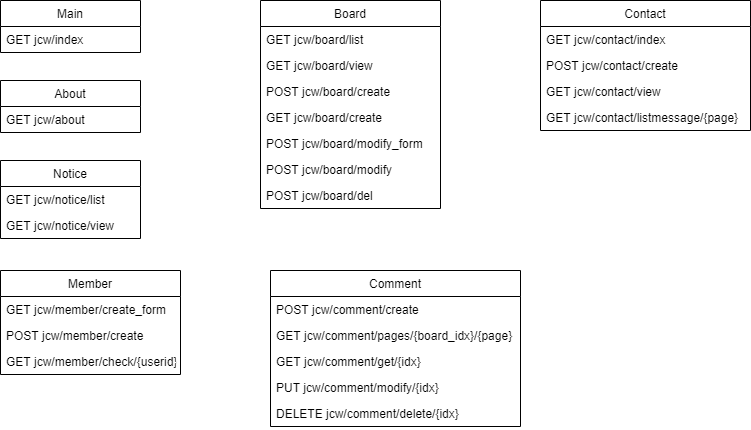 Main
GET jcw/index
About
GET jcw/about
Notice
GET jcw/notice/list
GET jcw/notice/view
Board
GET jcw/board/list
GET jcw/board/view
POST jcw/board/create
GET jcw/board/create
POST jcw/board/modify_form
POST jcw/board/modify
POST jcw/board/del
Contact
GET jcw/contact/index
POST jcw/contact/create
GET jcw/contact/view
GET jcw/contact/listmessage/{page}
Member
GET jcw/member/create_form
POST jcw/member/create
GET jcw/member/check/{userid}
Comment
POST jcw/comment/create
GET jcw/comment/pages/{board_idx}/{page}
GET jcw/comment/get/{idx}
PUT jcw/comment/modify/{idx}
DELETE jcw/comment/delete/{idx}